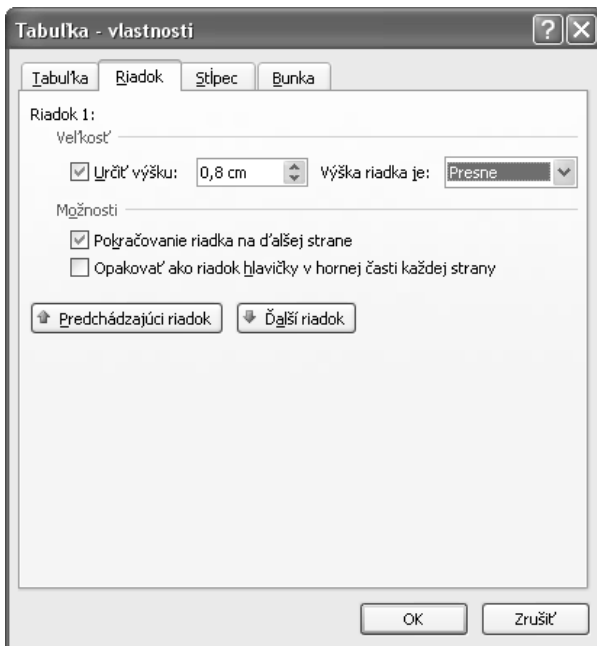 Tabuľka - vlastnosti
Tabuľka Riadok Stĺpec Bunka
Riadok 1:
Veľkosť
Určiť výšku: 0,8 cm Výška riadka je: Presne
Možnosti
Pokračovanie riadka na ďalšej strane
Opakovať ako riadok hlavičky v hornej časti každej strany
Predchádzajúci riadok Ďalší riadok
OK Zrušiť